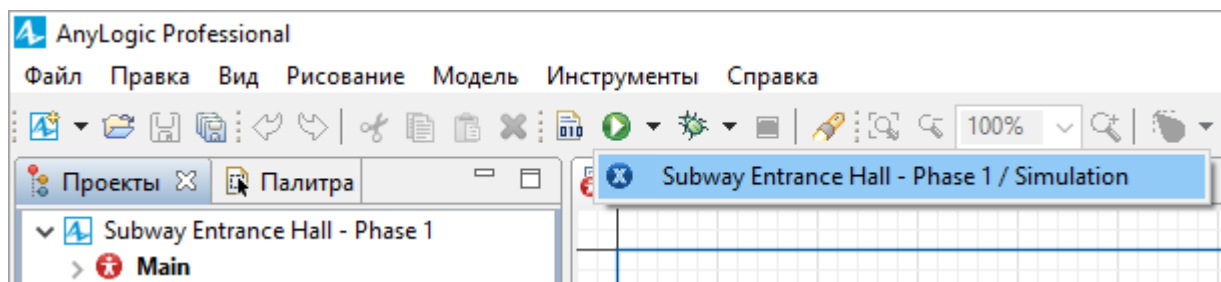 AnyLogic Professional
Файл Правка Вид Рисование Модель Инструменты Справка
010 100%
Проекты Палитра
Subway Entrance Hall - Phase 1 / Simulation
Subway Entrance Hall - Phase 1
Main